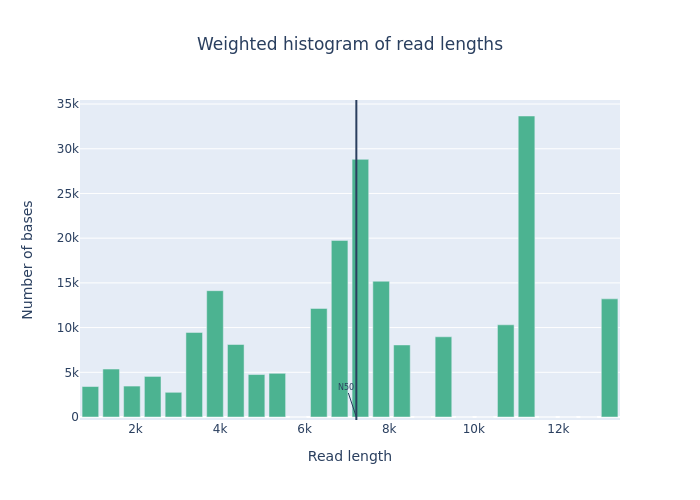 Weighted histogram of read lengths
35k
30k
25k
20k
15k
10k
5k
0
Number of bases
N50
2k 4k 6k 8k 10k 12k
Read length